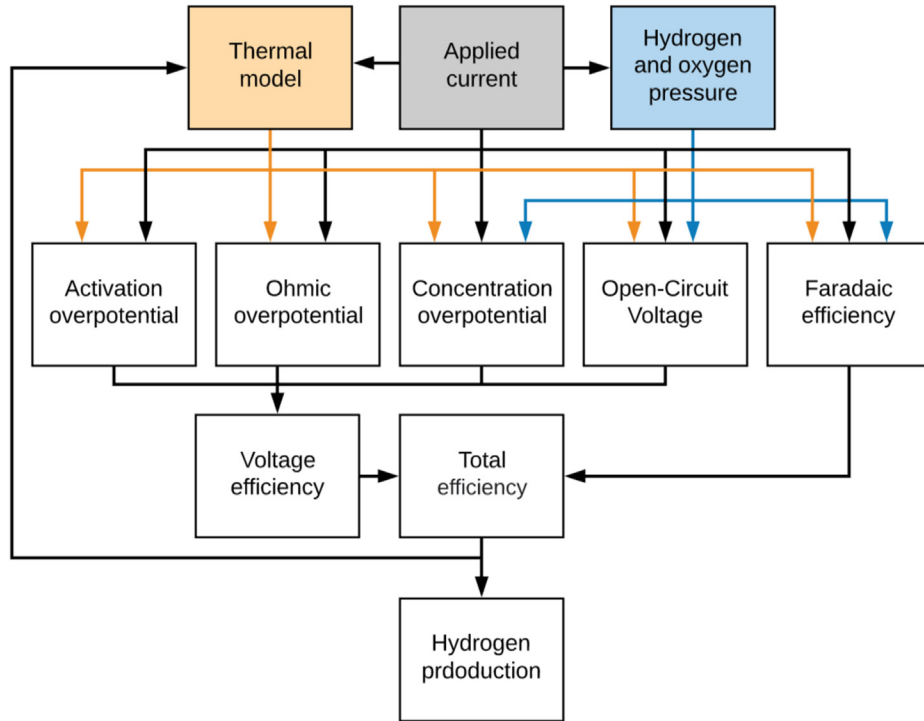 Thermal
model
Applied
current
Hydrogen
and oxygen
pressure
Activation
overpotential
Ohmic
overpotential
Concentration
overpotential
Open-Circuit
Voltage
Faradaic
efficiency
Voltage
efficiency
Total
efficiency
Hydrogen
prdoduction